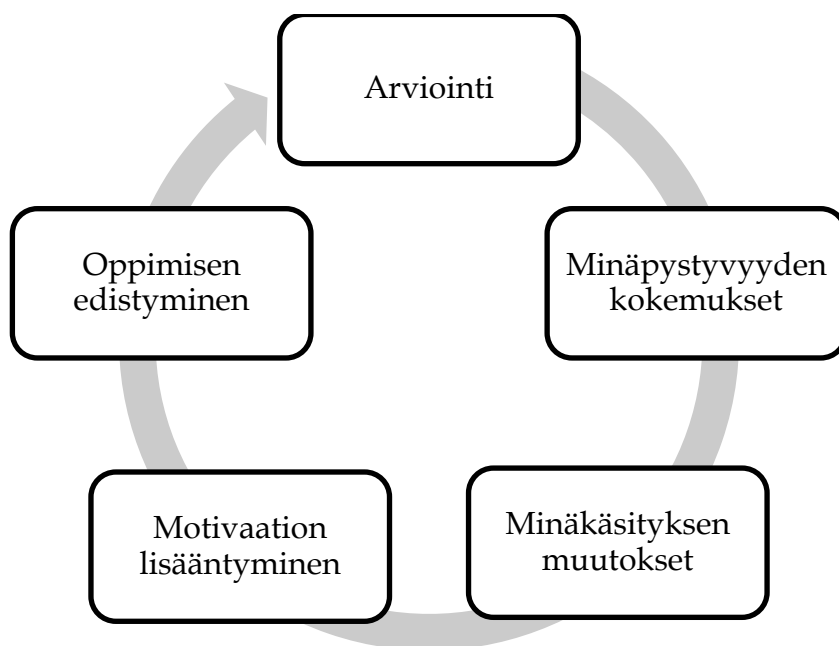 Arviointi
Minäpystyvyyden
kokemukset
Minäkäsityksen
muutokset
Motivaation
lisääntyminen
Oppimisen
edistyminen